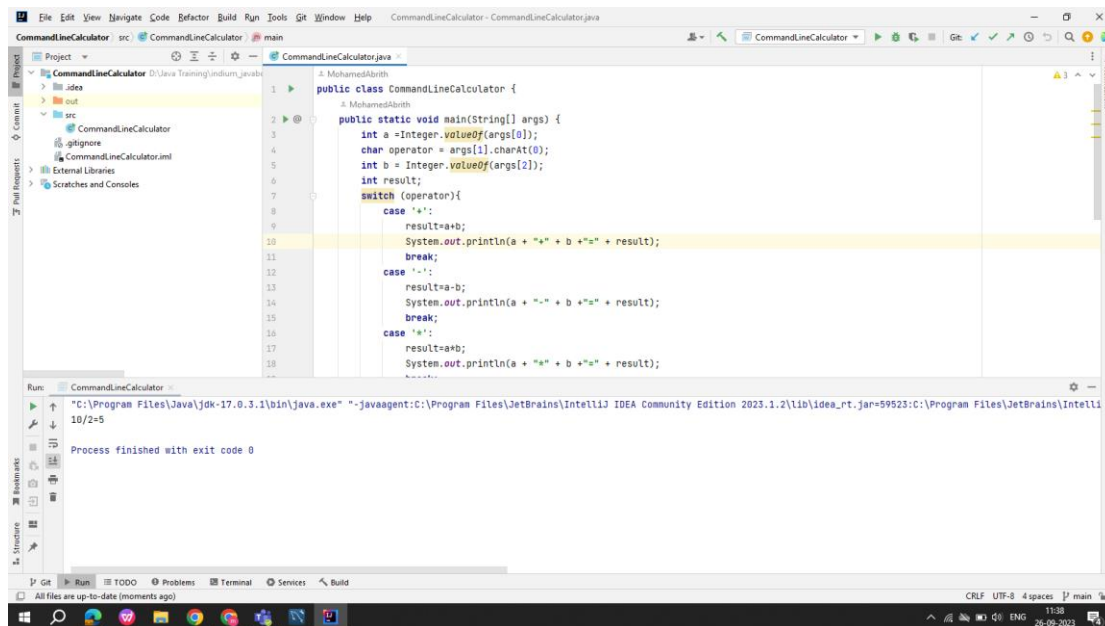 File Edit View Navigate Code Refactor Build Run Tools Git Window Help CommandLineCalculator - CommandLineCalculator.java
CommandLineCalculator src CommandLineCalculator main
CommandLineCalculator
Git:
Project
CommandLineCalculator.java
CommandLineCalculator D:\Java Training\indium_javab
.idea
out
src
CommandLineCalculator
.gitignore
CommandLineCalculator.iml
External Libraries
Scratches and Consoles
Project
Commit
Pull Requests
MohamedAbrith
3
1 public class CommandLineCalculator {
MohamedAbrith
2 @ public static void main(String[] args) {
3 int a =Integer.valueOf(args[0]);
4 char operator = args[1].charAt(0);
5 int b = Integer.valueOf(args[2]);
6 int result;
7 switch (operator){
8 case '+':
9 result=a+b;
10 System.out.println(a + "+" + b +"=" + result);
11 break;
12 case '-':
13 result=a-b;
14 System.out.println(a + "-" + b +"=" + result);
15 break;
16 case '*':
17 result=a*b;
18 System.out.println(a + "*" + b +"=" + result);
Run: CommandLineCalculator
"C:\Program Files\Java\jdk-17.0.3.1\bin\java.exe" "-javaagent:C:\Program Files\JetBrains\IntelliJ IDEA Community Edition 2023.1.2\lib\idea_rt.jar=59523:C:\Program Files\JetBrains\Intelli
10/2=5
Process finished with exit code 0
Bookmarks
Structure
Git Run TODO Problems Terminal Services Build
All files are up-to-date (moments ago)
CRLF UTF-8 4 spaces main
ENG
11:38
26-09-2023